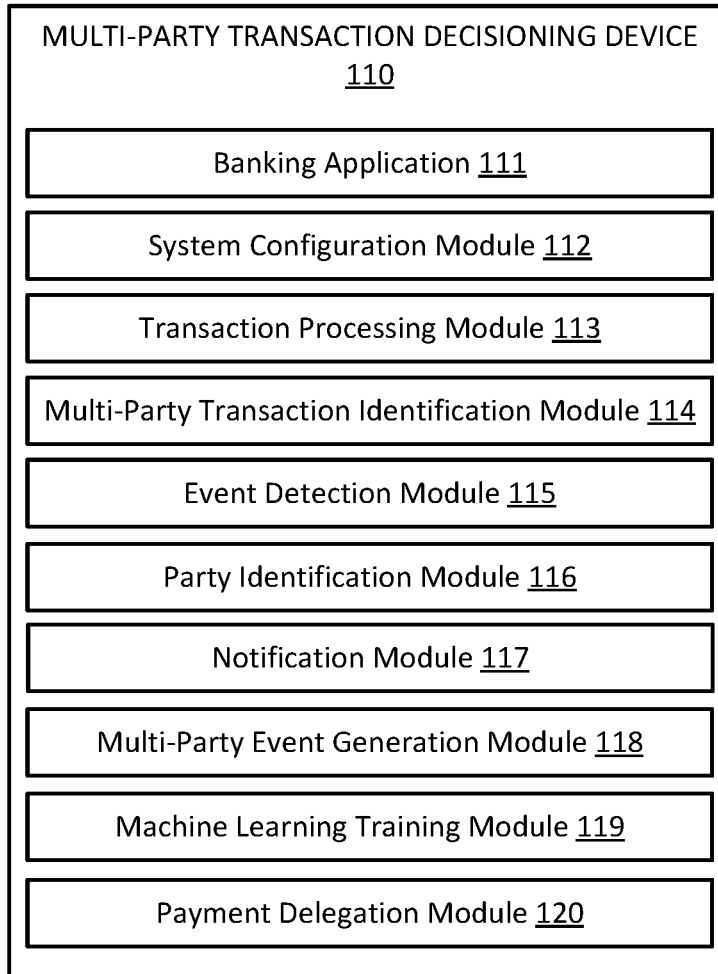 MULTI-PARTY TRANSACTION DECISIONING DEVICE
110
Banking Application 111
System Configuration Module 112
Transaction Processing Module 113
Multi-Party Transaction Identification Module 114
Event Detection Module 115
Party Identification Module 116
Notification Module 117
Multi-Party Event Generation Module 118
Machine Learning Training Module 119
Payment Delegation Module 120